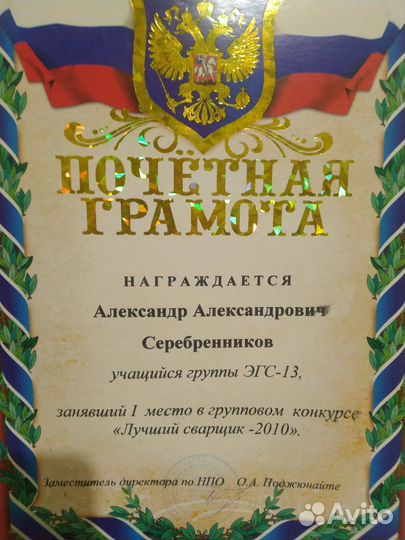 ПОЧЁТНАЯ
ГРАМОТА
НАГРАЖДАЕТСЯ
Александр Александрович
Серебренников
учащийся группы ЭГС-13,
занявший I место в групповом конкурсе
«Лучший сварщик -2010».
Заместитель директора по НПО О.А. Поджюнайте
Avito